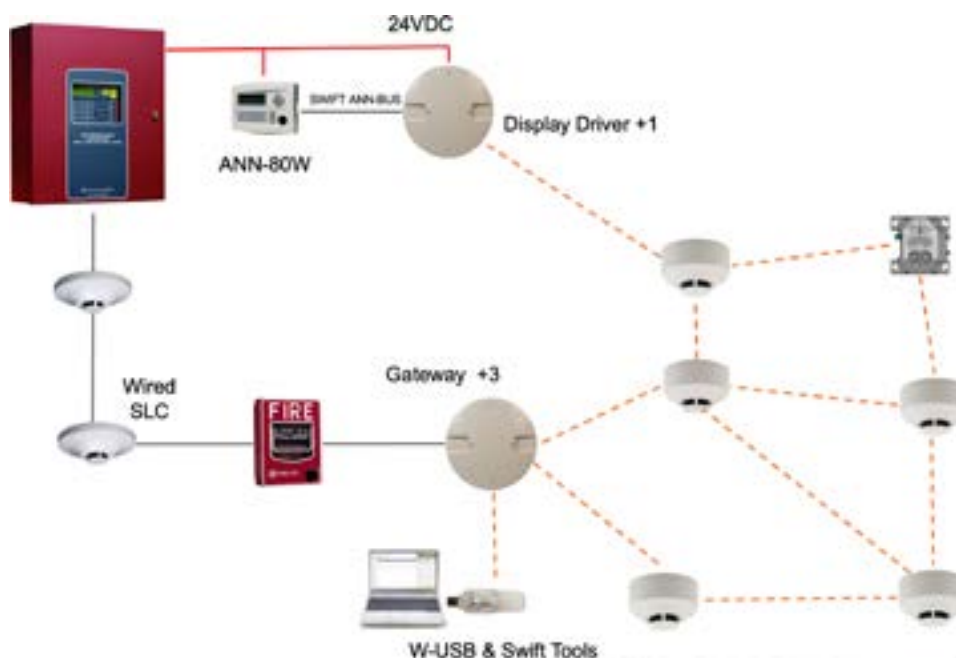 24VDC
SWIFT ANN-BUS
Display Driver +1
ANN-80W
Wired
SLC
Gateway +3
FIRE
W-USB & Swift Tools